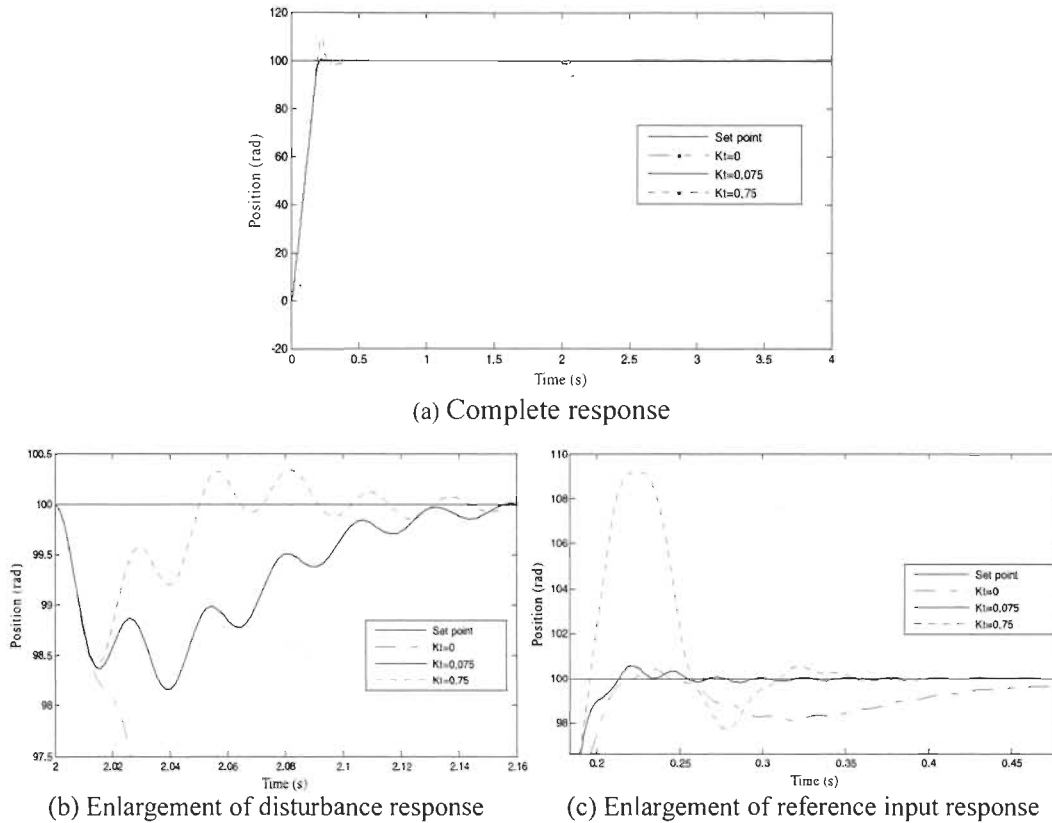 120
100
80
60
40
20
0
-20
Position (rad)
Set point
Kt=0
Kt=0,075
Kt=0,75
0 0.5 1 1.5 2 2.5 3 3.5 4
Time (s)
(a) Complete response
100.5
100
99.5
99
98.5
98
97.5
Position (rad)
Set point
Kt=0
Kt=0,075
Kt=0,75
2 2.02 2.04 2.06 2.08 2.1 2.12 2.14 2.16
Time (s)
(b) Enlargement of disturbance response
110
108
106
104
102
100
98
Position (rad)
Set point
Kt=0
Kt=0,075
Kt=0,75
0.2 0.25 0.3 0.35 0.4 0.45
Time (s)
(c) Enlargement of reference input response